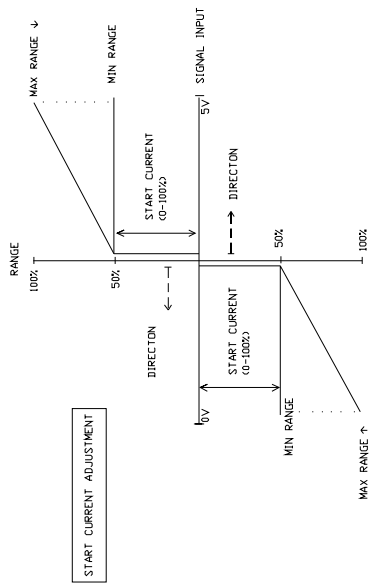 START CURRENT ADJUSTMENT
RANGE
100%
MAX RANGE ↓
50%
MIN RANGE
START CURRENT
(0-100%)
DIRECTON
0V
5V
SIGNAL INPUT
DIRECTON
START CURRENT
(0-100%)
MIN RANGE
50%
MAX RANGE ↑
100%